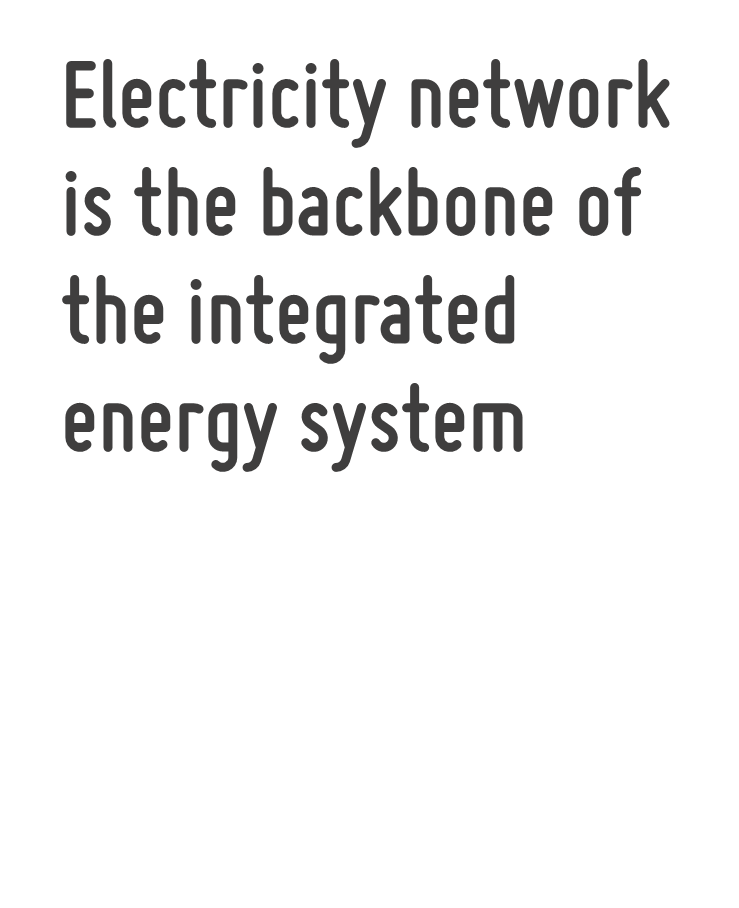 Electricity network
is the backbone of
the integrated
energy system